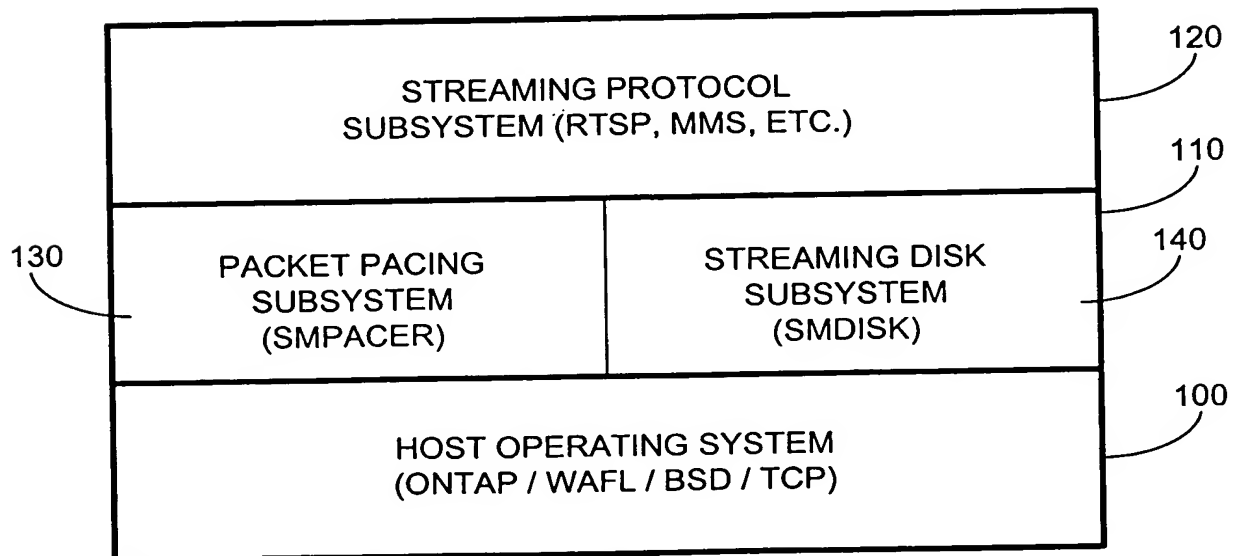 120
STREAMING PROTOCOL
SUBSYSTEM (RTSP, MMS, ETC.)
110
130
PACKET PACING
SUBSYSTEM
(SMPACER)
STREAMING DISK
SUBSYSTEM
(SMDISK)
140
100
HOST OPERATING SYSTEM
(ONTAP / WAFL / BSD / TCP)